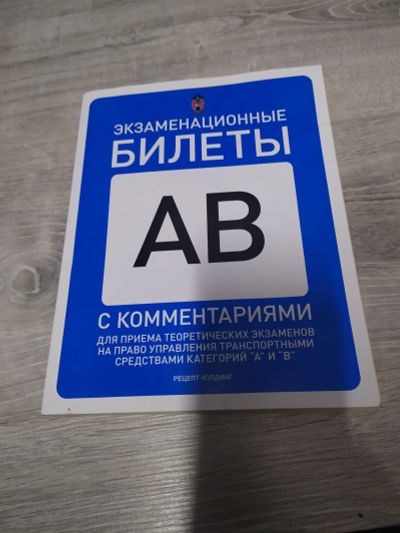 ЭКЗАМЕНАЦИОННЫЕ
БИЛЕТЫ
АВ
С КОММЕНТАРИЯМИ
ДЛЯ ПРИЕМА ТЕОРЕТИЧЕСКИХ ЭКЗАМЕНОВ
НА ПРАВО УПРАВЛЕНИЯ ТРАНСПОРТНЫМИ
СРЕДСТВАМИ КАТЕГОРИЙ "А" И "В"
РЕЦЕПТ-ХОЛДИНГ